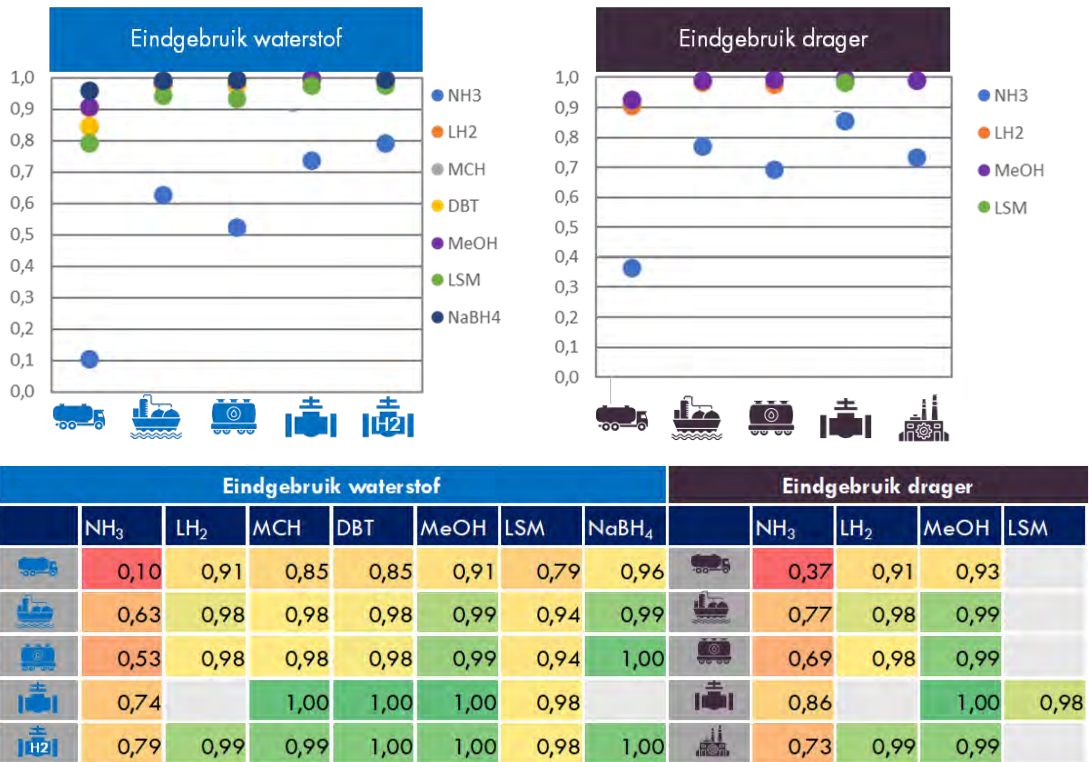 Eindgebruik waterstof
1,0
0,9
0,8
0,7
0,6
0,5
0,4
0,3
0,2
0,1
0,0
NH3
LH2
MCH
DBT
MeOH
LSM
NaBH4
H2
Eindgebruik drager
1,0
0,9
0,8
0,7
0,6
0,5
0,4
0,3
0,2
0,1
0,0
NH3
LH2
MeOH
LSM
Eindgebruik waterstof Eindgebruik drager
NH₃ LH₂ MCH DBT MeOH LSM NaBH₄ NH₃ LH₂ MeOH LSM
0,10 0,91 0,85 0,85 0,91 0,79 0,96 0,37 0,91 0,93
0,63 0,98 0,98 0,98 0,99 0,94 0,99 0,77 0,98 0,99
0,53 0,98 0,98 0,98 0,99 0,94 1,00 0,69 0,98 0,99
0,74 1,00 1,00 1,00 0,98 0,86 1,00 0,98
H2 0,79 0,99 0,99 1,00 1,00 0,98 1,00 0,73 0,99 0,99